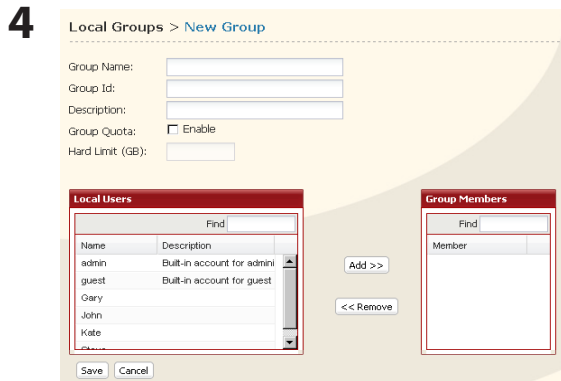 4
Local Groups > New Group
Group Name:
Group Id:
Description:
Group Quota: Enable
Hard Limit (GB):
Local Users
Find
Name Description
admin Built-in account for admini
guest Built-in account for guest
Gary
John
Kate
Add >>
<< Remove
Group Members
Find
Member
Save Cancel